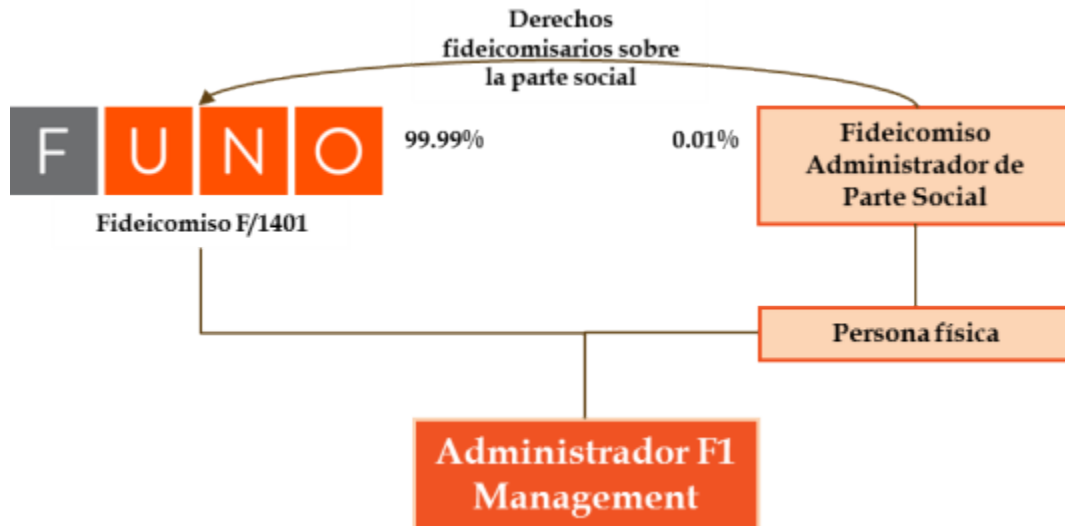 Derechos
fideicomisarios sobre
la parte social
FUNO
99.99%
0.01%
Fideicomiso
Administrador de
Parte Social
Fideicomiso F/1401
Persona física
Administrador F1
Management